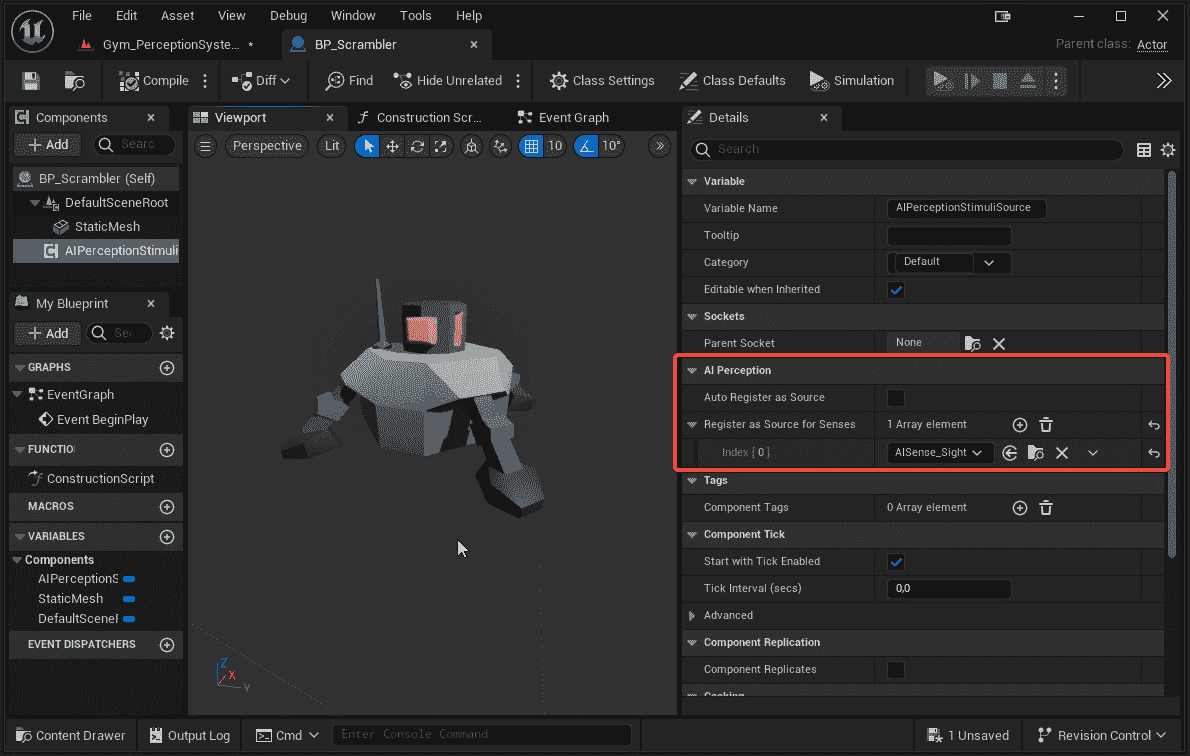 File Edit Asset View Debug Window Tools Help
Gym_PerceptionSyste... •
BP_Scrambler
Parent class: Actor
Compile
Diff
Find
Hide Unrelated
Class Settings
Class Defaults
Simulation
Components
Add
Searc
BP_Scrambler (Self)
DefaultSceneRoot
StaticMesh
AIPerceptionStimuli
My Blueprint
Add
Se
GRAPHS
EventGraph
Event BeginPlay
FUNCTIO
ConstructionScript
MACROS
VARIABLES
Components
AIPerceptionS
StaticMesh
DefaultSceneF
EVENT DISPATCHERS
Viewport
Construction Scr...
Event Graph
Perspective
Lit
10
10°
Z
X
Y
Details
Search
Variable
Variable Name AIPerceptionStimuliSource
Tooltip
Category Default
Editable when Inherited
Sockets
Parent Socket None
AI Perception
Auto Register as Source
Register as Source for Senses 1 Array element
Index [ 0 ] AISense_Sight
Tags
Component Tags 0 Array element
Component Tick
Start with Tick Enabled
Tick Interval (secs) 0,0
Advanced
Component Replication
Component Replicates
Cooking
Content Drawer
Output Log
Cmd
Enter Console Command
1 Unsaved
Revision Control